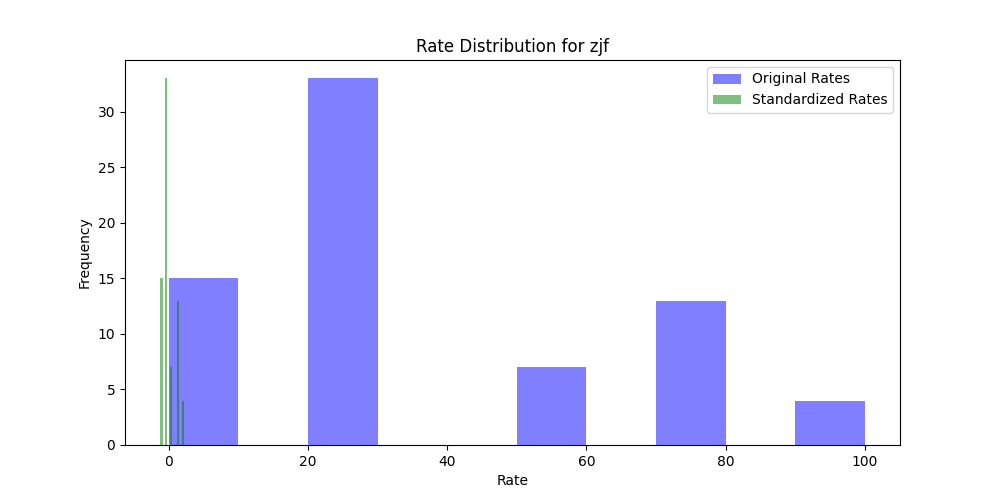 Rate Distribution for zjf
Original Rates
Standardized Rates
Frequency
30
25
20
15
10
5
0
0 20 40 60 80 100
Rate